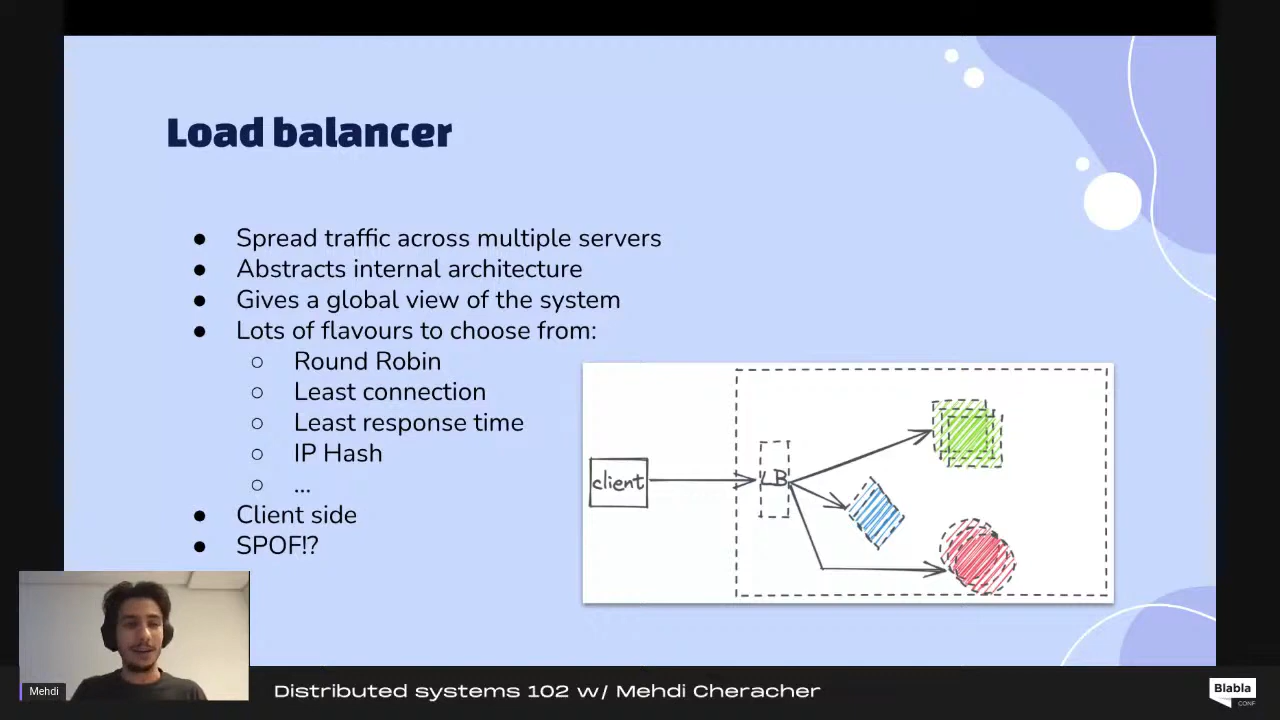 Load balancer
● Spread traffic across multiple servers
● Abstracts internal architecture
● Gives a global view of the system
● Lots of flavours to choose from:
○ Round Robin
○ Least connection
○ Least response time
○ IP Hash
○ ...
● Client side
● SPOF!?
client
LB
Mehdi
Distributed systems 102 w/ Mehdi Cheracher
Blabla
CONF